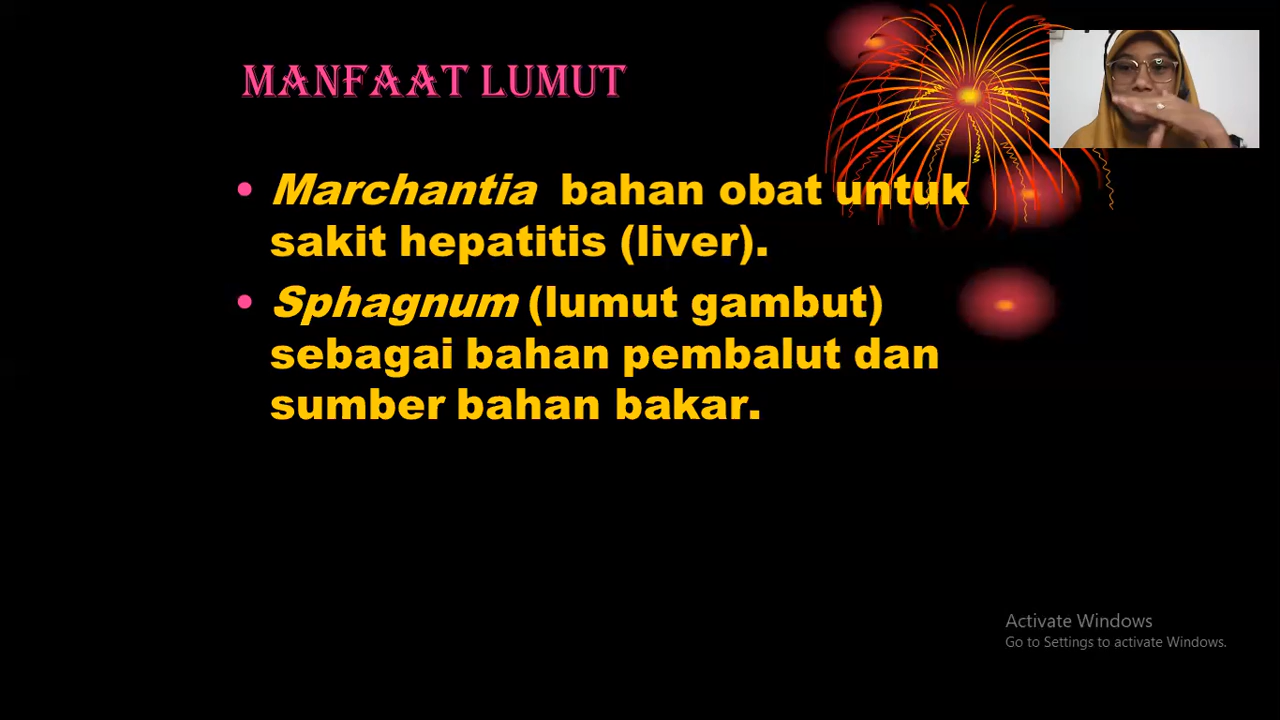 MANFAAT LUMUT
• Marchantia bahan obat untuk
sakit hepatitis (liver).
• Sphagnum (lumut gambut)
sebagai bahan pembalut dan
sumber bahan bakar.
Activate Windows
Go to Settings to activate Windows.